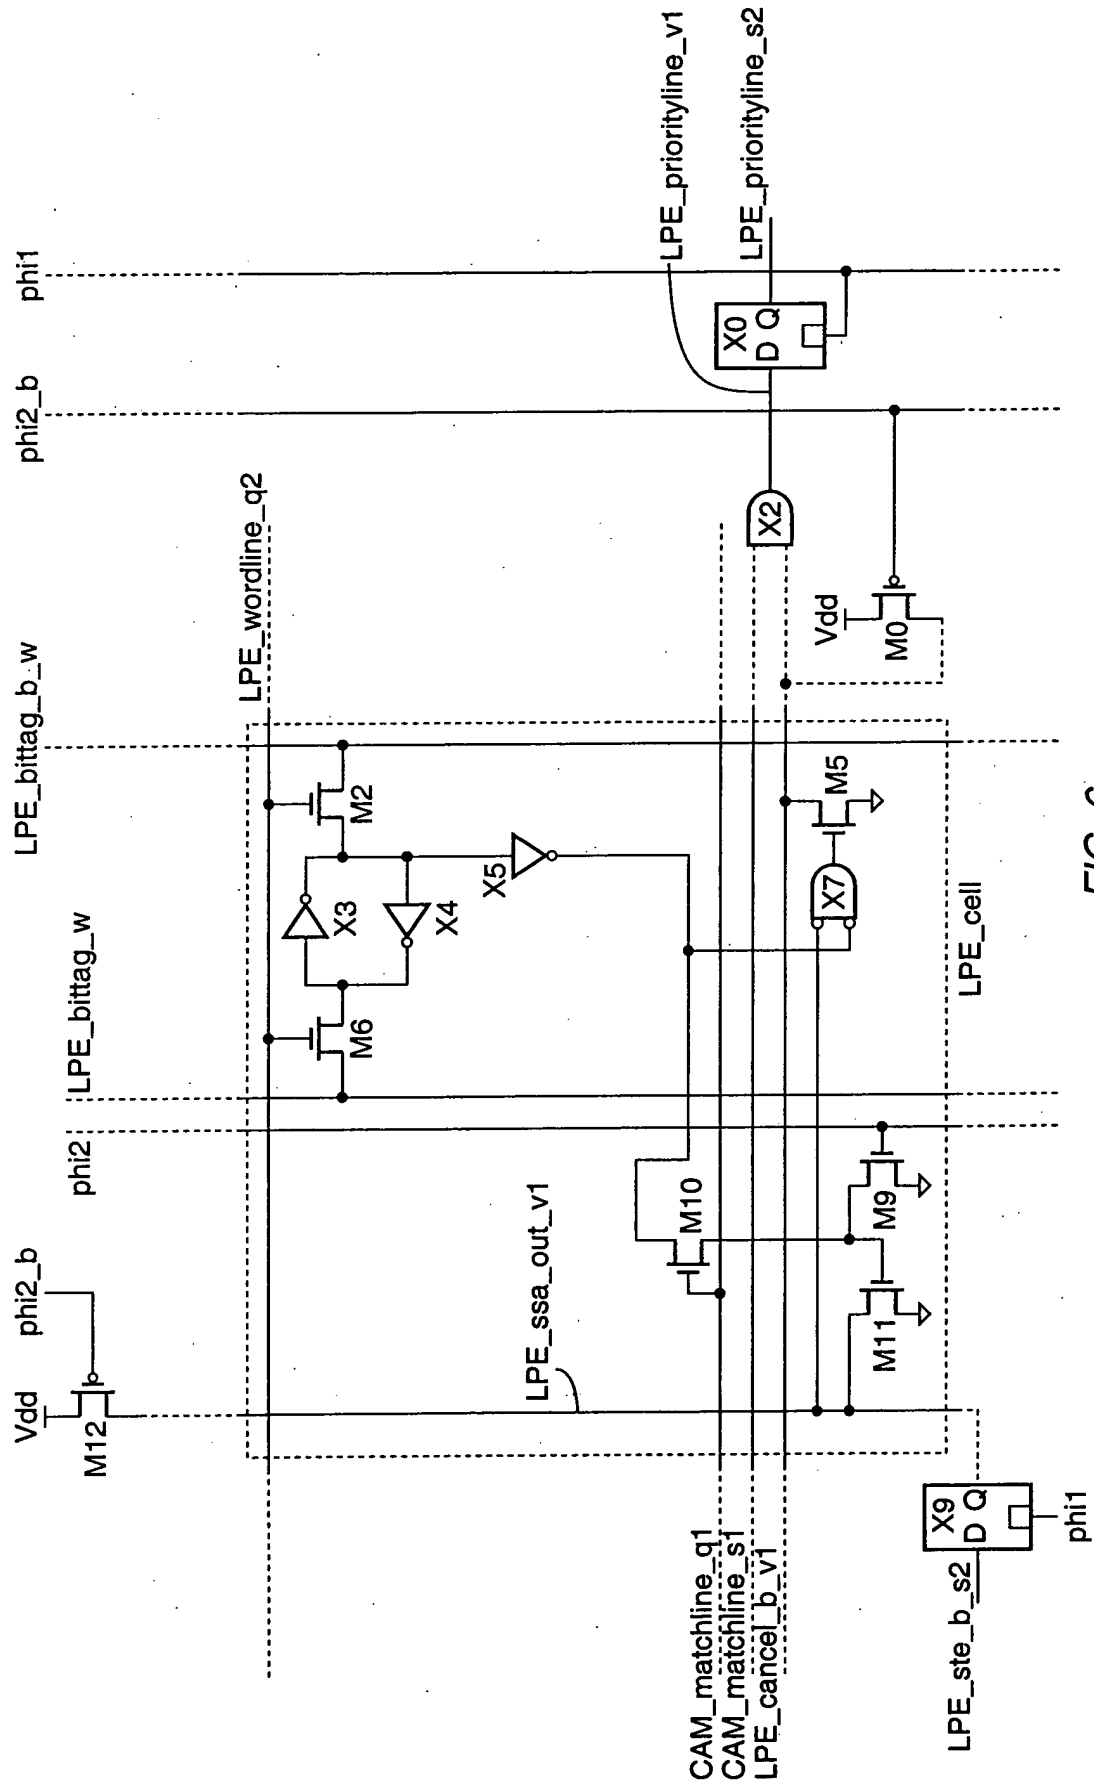 LPE_bittag_b_w
phi2_b
phi1
LPE_bittag_w
phi2
Vdd
phi2_b
M12
LPE_wordline_q2
M2
X3
X4
X5
M6
LPE_ssa_out_v1
M10
M9
M11
X7
M5
LPE_cell
Vdd
M0
X2
X0
D Q
LPE_priorityline_v1
LPE_priorityline_s2
CAM_matchline_q1
CAM_matchline_s1
LPE_cancel_b_v1
LPE_ste_b_s2
X9
D Q
phi1